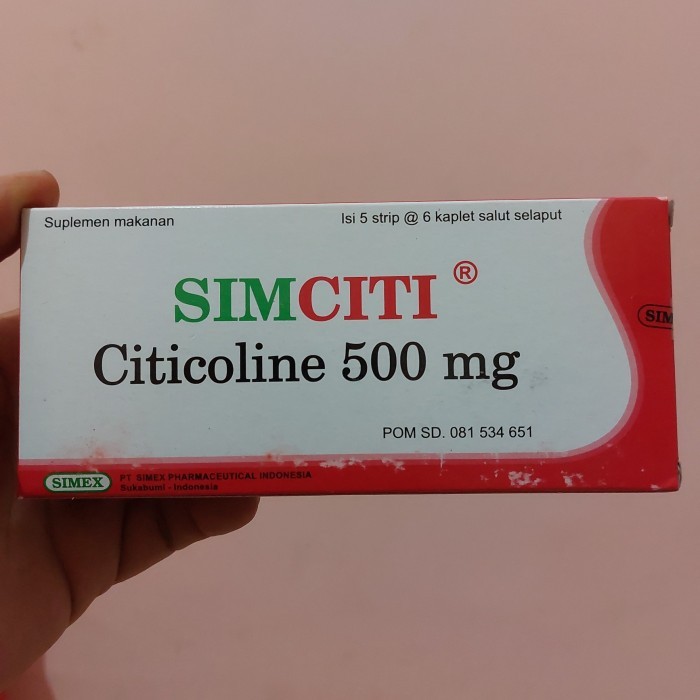 Suplemen makanan
Isi 5 strip @ 6 kaplet salut selaput
SIMCITI ®
Citicoline 500 mg
POM SD. 081 534 651
SIMEX
PT SIMEX PHARMACEUTICAL INDONESIA
Sukabumi - Indonesia
SIM